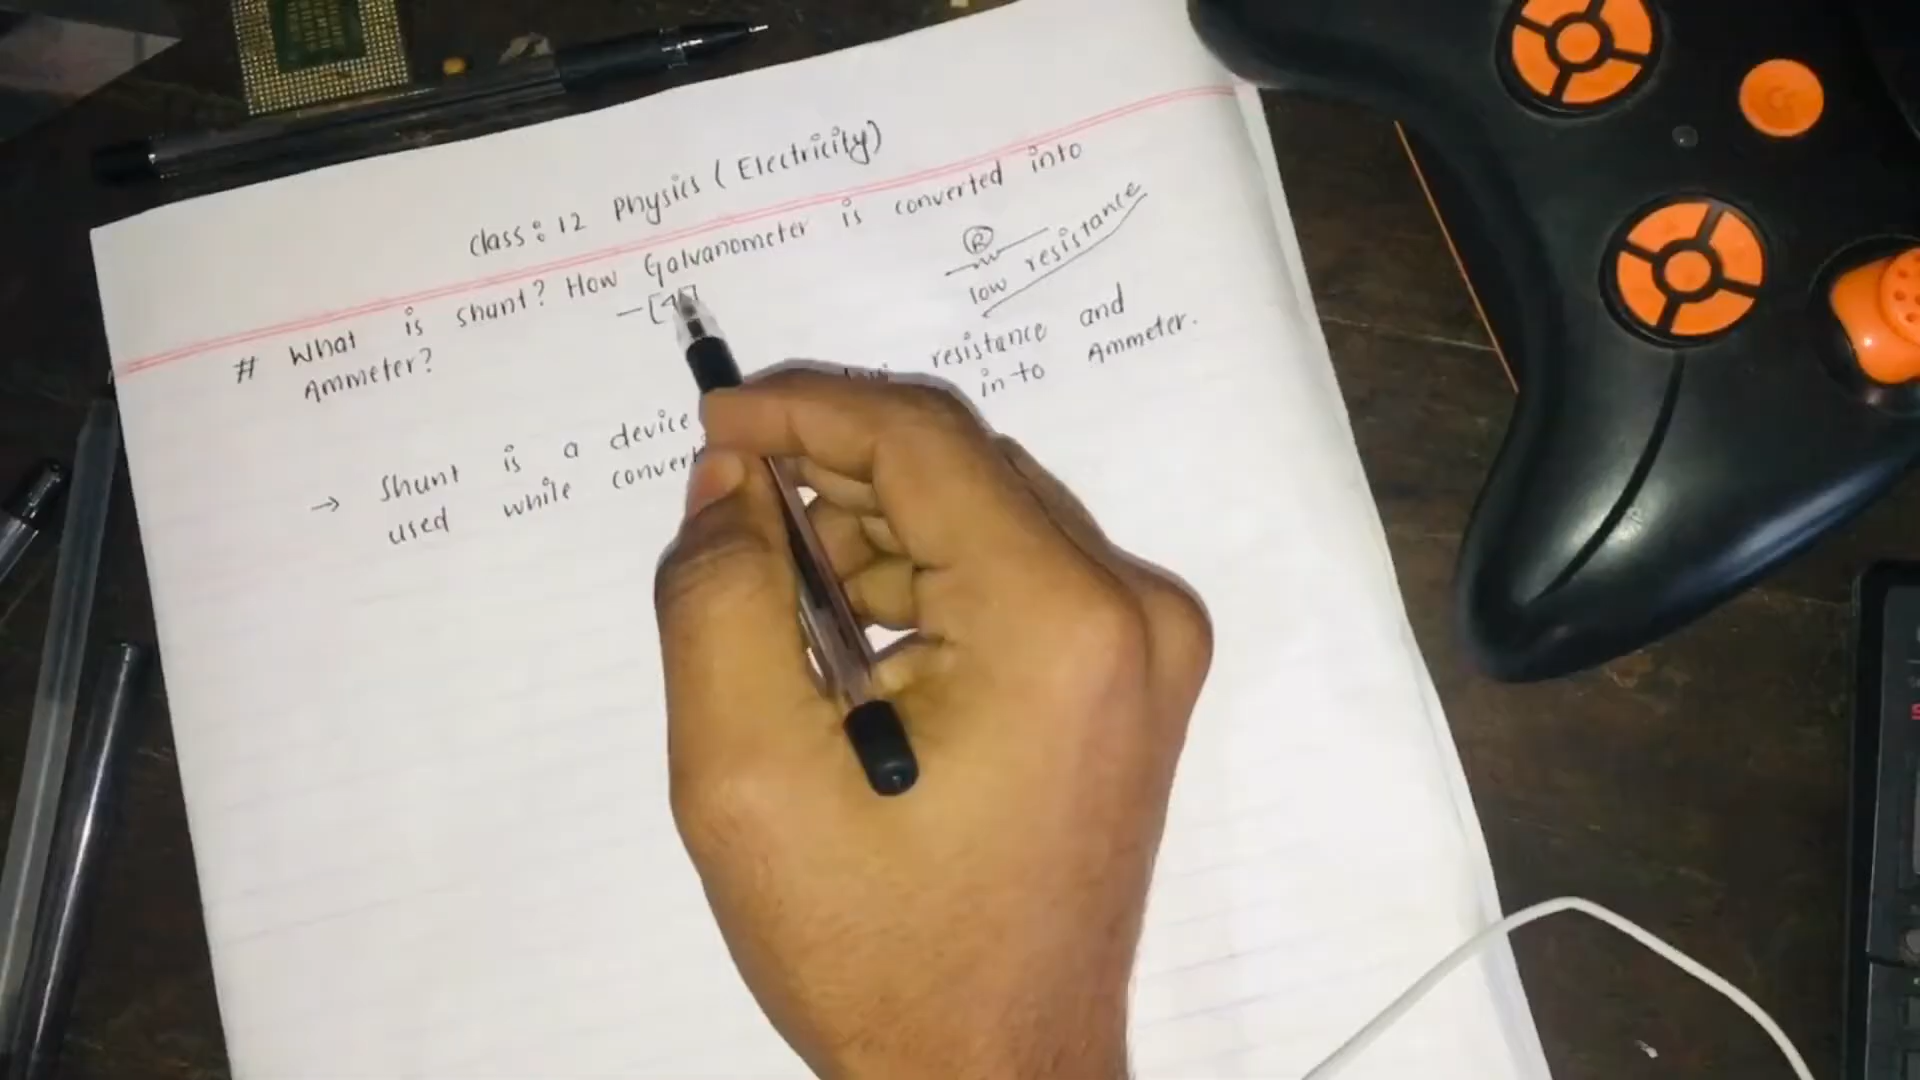 class: 12 Physics (Electricity)
# What is shunt? How Galvanometer is converted into
Ammeter?
R
low resistance
→ Shunt is a device resistance and
used while convert into Ammeter.